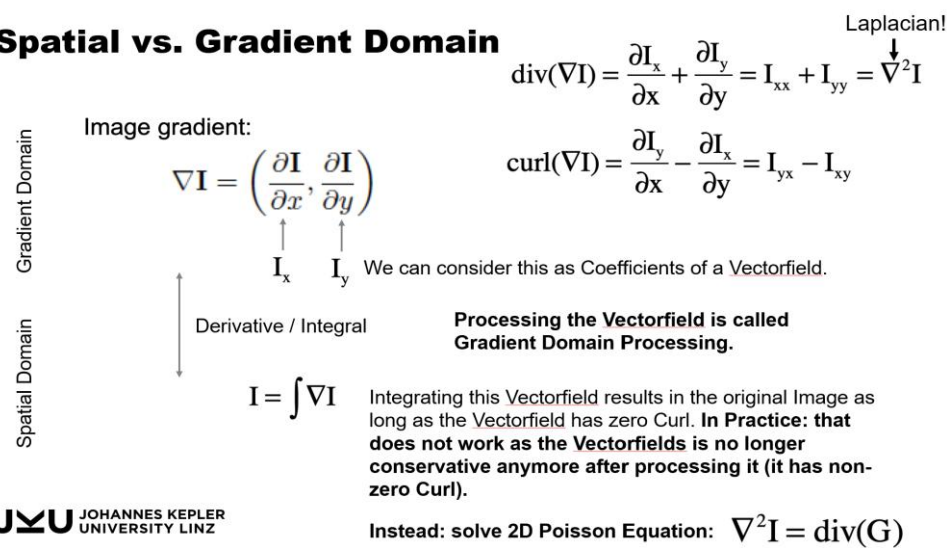 Spatial vs. Gradient Domain
Laplacian!
div(∇I) = ∂Iₓ/∂x + ∂I_y/∂y = Iₓₓ + I_yy = ∇²I
curl(∇I) = ∂I_y/∂x − ∂Iₓ/∂y = I_yx − I_xy
Gradient Domain
Image gradient:
∇I = (∂I/∂x, ∂I/∂y)
Iₓ I_y We can consider this as Coefficients of a Vectorfield.
Derivative / Integral
Processing the Vectorfield is called
Gradient Domain Processing.
Spatial Domain
I = ∫∇I
Integrating this Vectorfield results in the original Image as
long as the Vectorfield has zero Curl. In Practice: that
does not work as the Vectorfields is no longer
conservative anymore after processing it (it has non-
zero Curl).
Instead: solve 2D Poisson Equation: ∇²I = div(G)
JKU JOHANNES KEPLER
UNIVERSITY LINZ